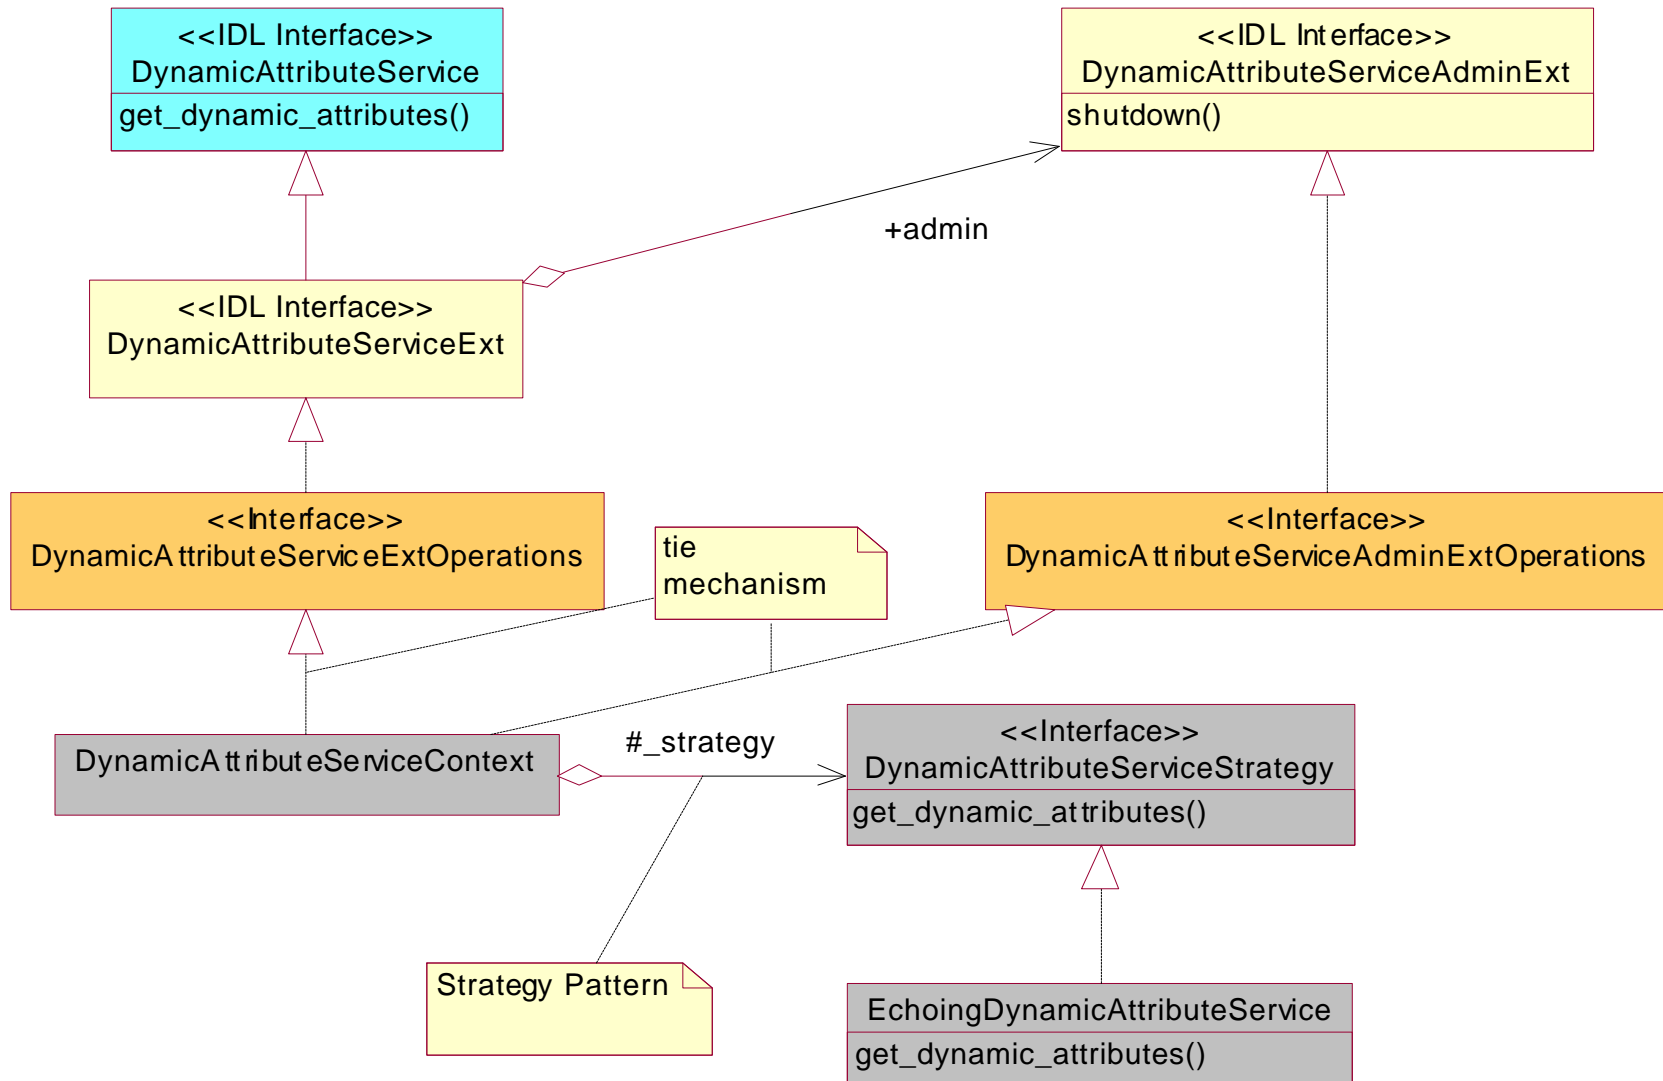 <<IDL Interface>>
DynamicAttributeService
get_dynamic_attributes()
<<IDL Interface>>
DynamicAttributeServiceAdminExt
shutdown()
+admin
<<IDL Interface>>
DynamicAttributeServiceExt
<<Interface>>
DynamicAttributeServiceExtOperations
tie
mechanism
<<Interface>>
DynamicAttributeServiceAdminExtOperations
DynamicAttributeServiceContext
#_strategy
<<Interface>>
DynamicAttributeServiceStrategy
get_dynamic_attributes()
Strategy Pattern
EchoingDynamicAttributeService
get_dynamic_attributes()